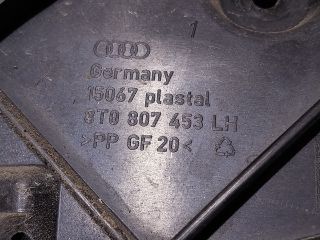 1
Germany
15067 plastal
8T0 807 453 LH
>PP GF 20<